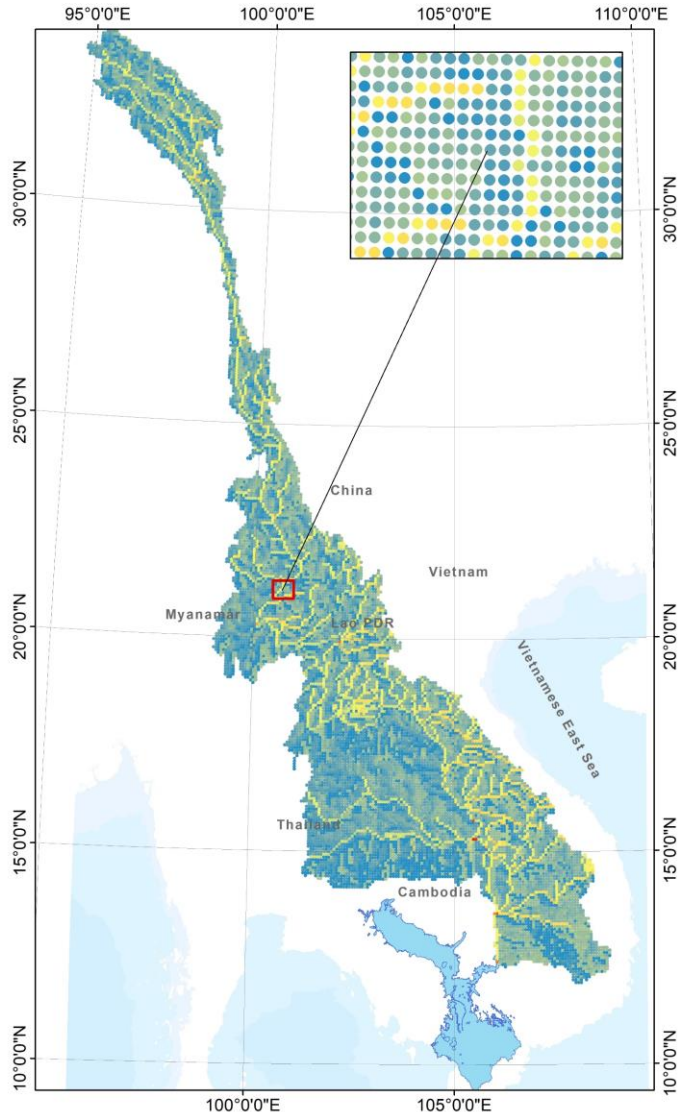 95°0'0"E 100°0'0"E 105°0'0"E 110°0'0"E
30°0'0"N 30°0'0"N
25°0'0"N 25°0'0"N
China
Vietnam
Myanamar
Lao PDR
20°0'0"N 20°0'0"N
Vietnamese East Sea
Thailand
15°0'0"N 15°0'0"N
Cambodia
10°0'0"N 10°0'0"N
100°0'0"E 105°0'0"E